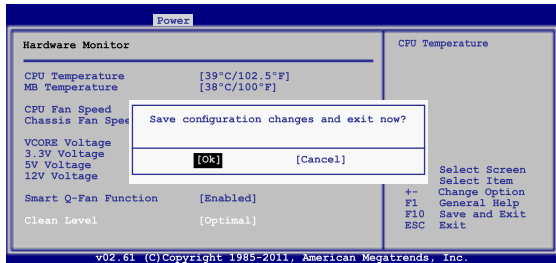 Power
Hardware Monitor
CPU Temperature
CPU Temperature [39°C/102.5°F]
MB Temperature [38°C/100°F]
CPU Fan Speed
Chassis Fan Spee
Save configuration changes and exit now?
[Ok] [Cancel]
VCORE Voltage
3.3V Voltage
5V Voltage
12V Voltage
Smart Q-Fan Function [Enabled]
Clean Level [Optimal]
Select Screen
Select Item
+- Change Option
F1 General Help
F10 Save and Exit
ESC Exit
v02.61 (C)Copyright 1985-2011, American Megatrends, Inc.